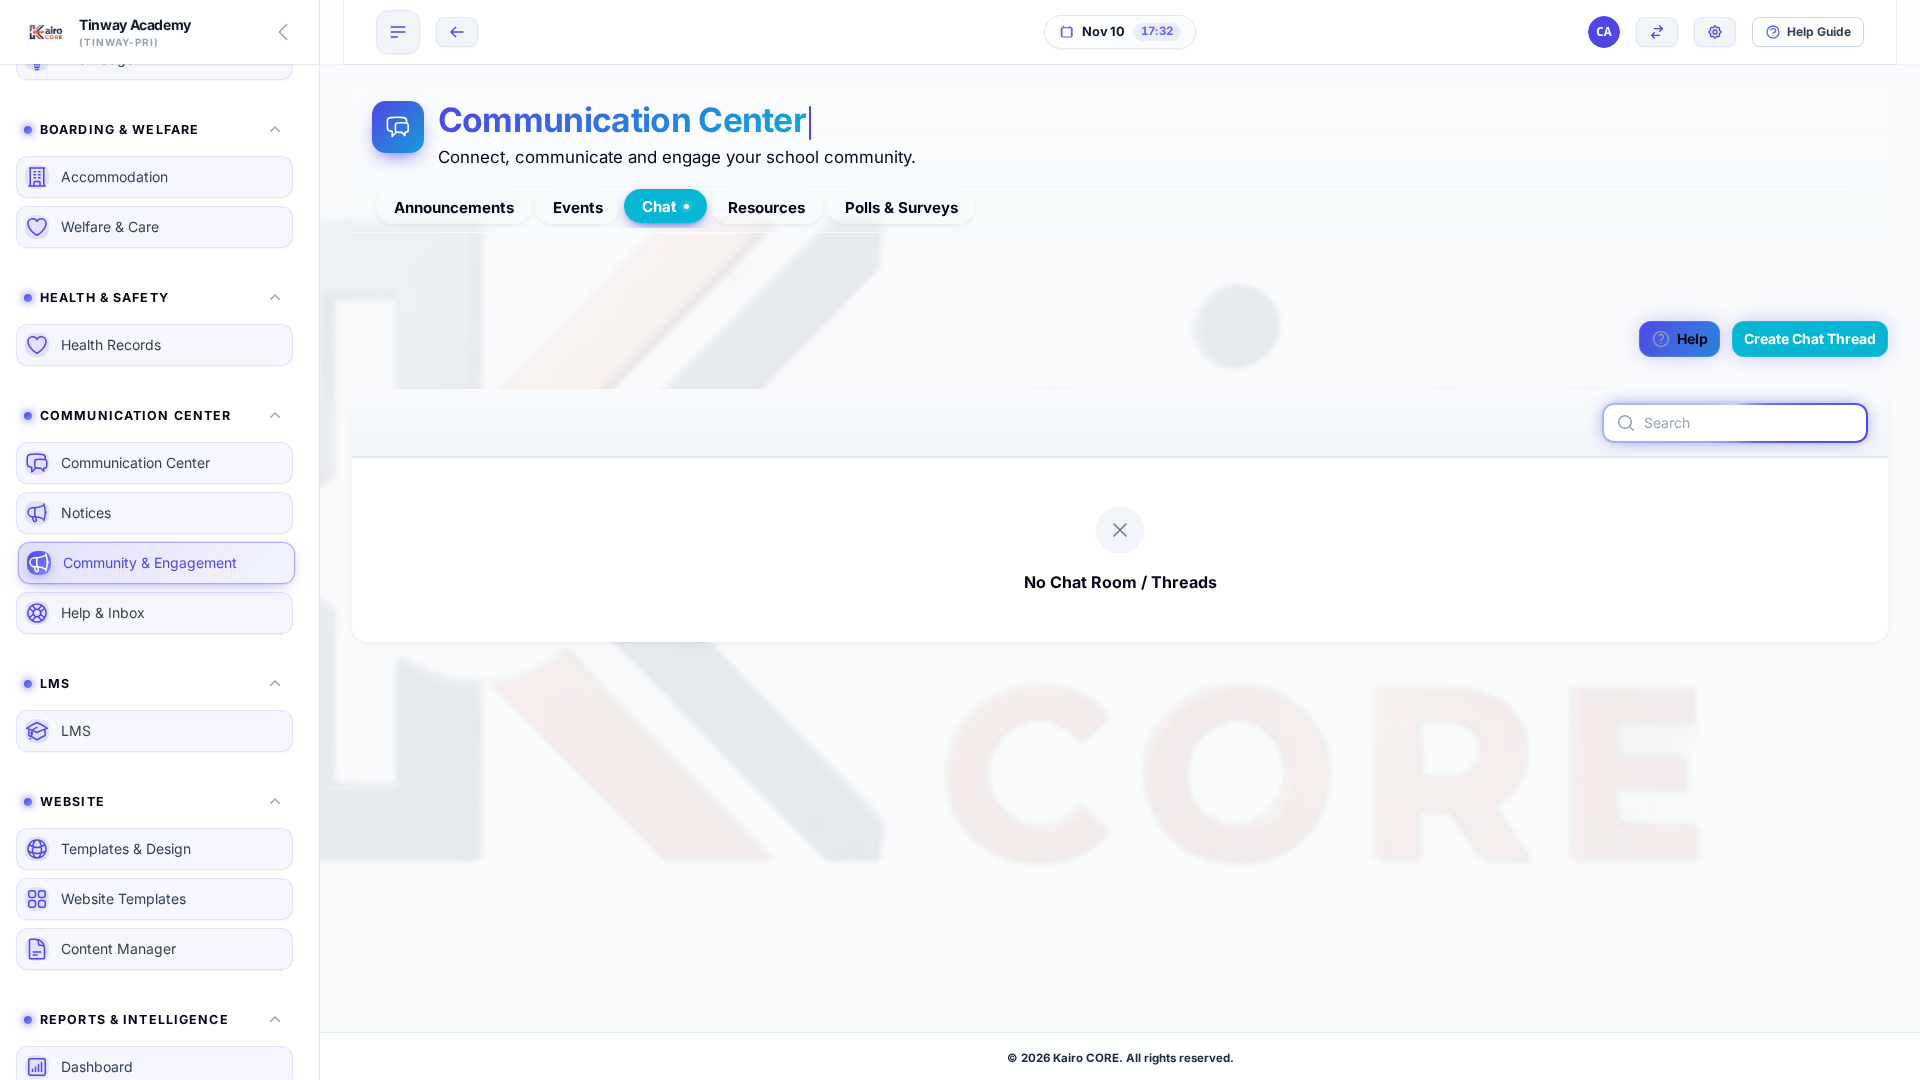 Kairo
CORE
Tinway Academy
(TINWAY-PRI)
Nov 10
17:32
CA
Help Guide
BOARDING & WELFARE
Accommodation
Welfare & Care
HEALTH & SAFETY
Health Records
COMMUNICATION CENTER
Communication Center
Notices
Community & Engagement
Help & Inbox
LMS
LMS
WEBSITE
Templates & Design
Website Templates
Content Manager
REPORTS & INTELLIGENCE
Dashboard
Communication Center
Connect, communicate and engage your school community.
Announcements
Events
Chat
Resources
Polls & Surveys
Help
Create Chat Thread
Search
No Chat Room / Threads
CORE
© 2026 Kairo CORE. All rights reserved.